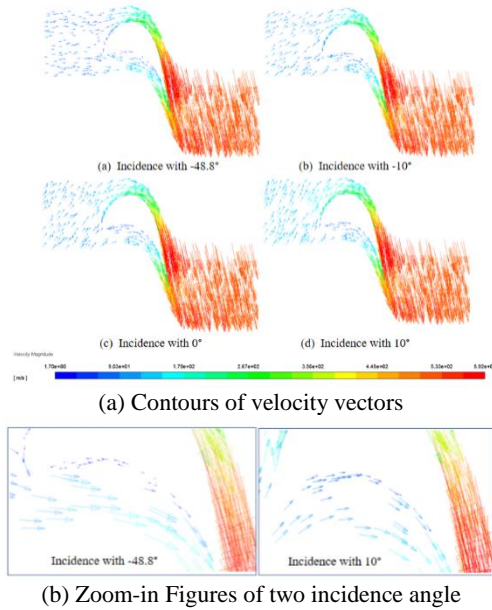 (a) Incidence with -48.8°
(b) Incidence with -10°
(c) Incidence with 0°
(d) Incidence with 10°
Velocity Magnitude
[ m/s ]
1.70e+00 9.03e+01 1.79e+02 2.67e+02 3.56e+02 4.45e+02 5.33e+02
(a) Contours of velocity vectors
Incidence with -48.8°
Incidence with 10°
(b) Zoom-in Figures of two incidence angle